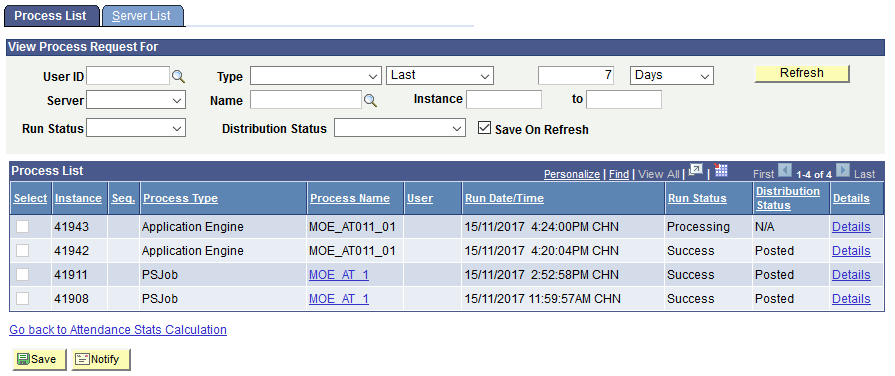 Process List Server List
View Process Request For
User ID Type Last 7 Days Refresh
Server Name Instance to
Run Status Distribution Status Save On Refresh
Process List Personalize | Find | View All | | First 1-4 of 4 Last
Select Instance Seq. Process Type Process Name User Run Date/Time Run Status Distribution Status Details
41943 Application Engine MOE_AT011_01 15/11/2017 4:24:00PM CHN Processing N/A Details
41942 Application Engine MOE_AT011_01 15/11/2017 4:20:04PM CHN Success Posted Details
41911 PSJob MOE_AT_1 15/11/2017 2:52:58PM CHN Success Posted Details
41908 PSJob MOE_AT_1 15/11/2017 11:59:57AM CHN Success Posted Details
Go back to Attendance Stats Calculation
Save Notify